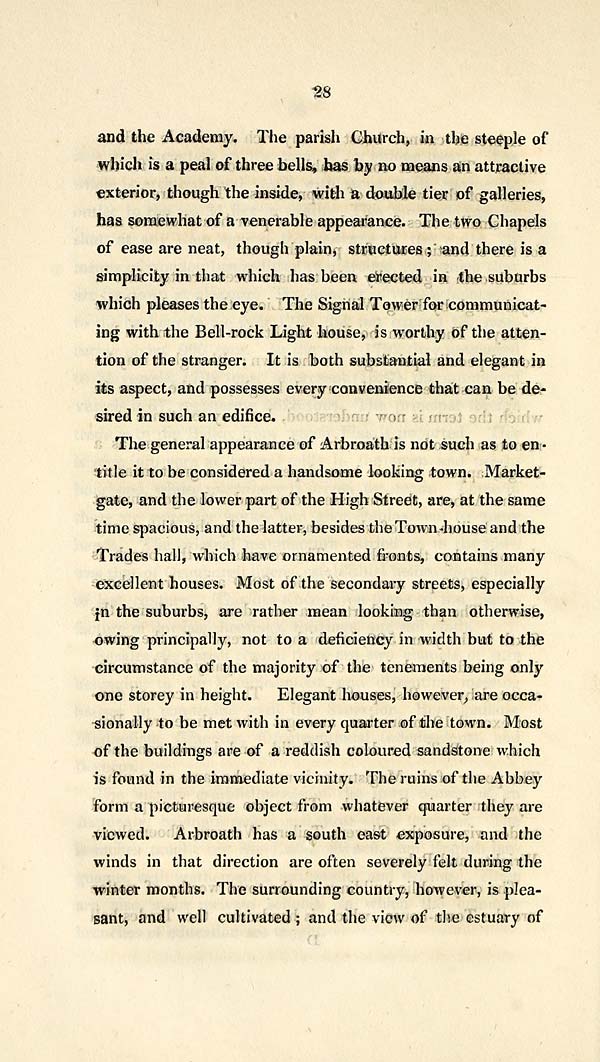 28
and the Academy. The parish Church, in the steeple of
which is a peal of three bells, has by no means an attractive
exterior, though the inside, with a double tier of galleries,
has somewhat of a venerable appearance. The two Chapels
of ease are neat, though plain, structures; and there is a
simplicity in that which has been erected in the suburbs
which pleases the eye. The Signal Tower for communicat-
ing with the Bell-rock Light house, is worthy of the atten-
tion of the stranger. It is both substantial and elegant in
its aspect, and possesses every convenience that can be de-
sired in such an edifice.
The general appearance of Arbroath is not such as to en-
title it to be considered a handsome looking town. Market-
gate, and the lower part of the High Street, are, at the same
time spacious, and the latter, besides the Town-house and the
Trades hall, which have ornamented fronts, contains many
excellent houses. Most of the secondary streets, especially
in the suburbs, are rather mean looking than otherwise,
owing principally, not to a deficiency in width but to the
circumstance of the majority of the tenements being only
one storey in height. Elegant houses, however, are occa-
sionally to be met with in every quarter of the town. Most
of the buildings are of a reddish coloured sandstone which
is found in the immediate vicinity. The ruins of the Abbey
form a picturesque object from whatever quarter they are
viewed. Arbroath has a south east exposure, and the
winds in that direction are often severely felt during the
winter months. The surrounding country, however, is plea-
sant, and well cultivated; and the view of the estuary of